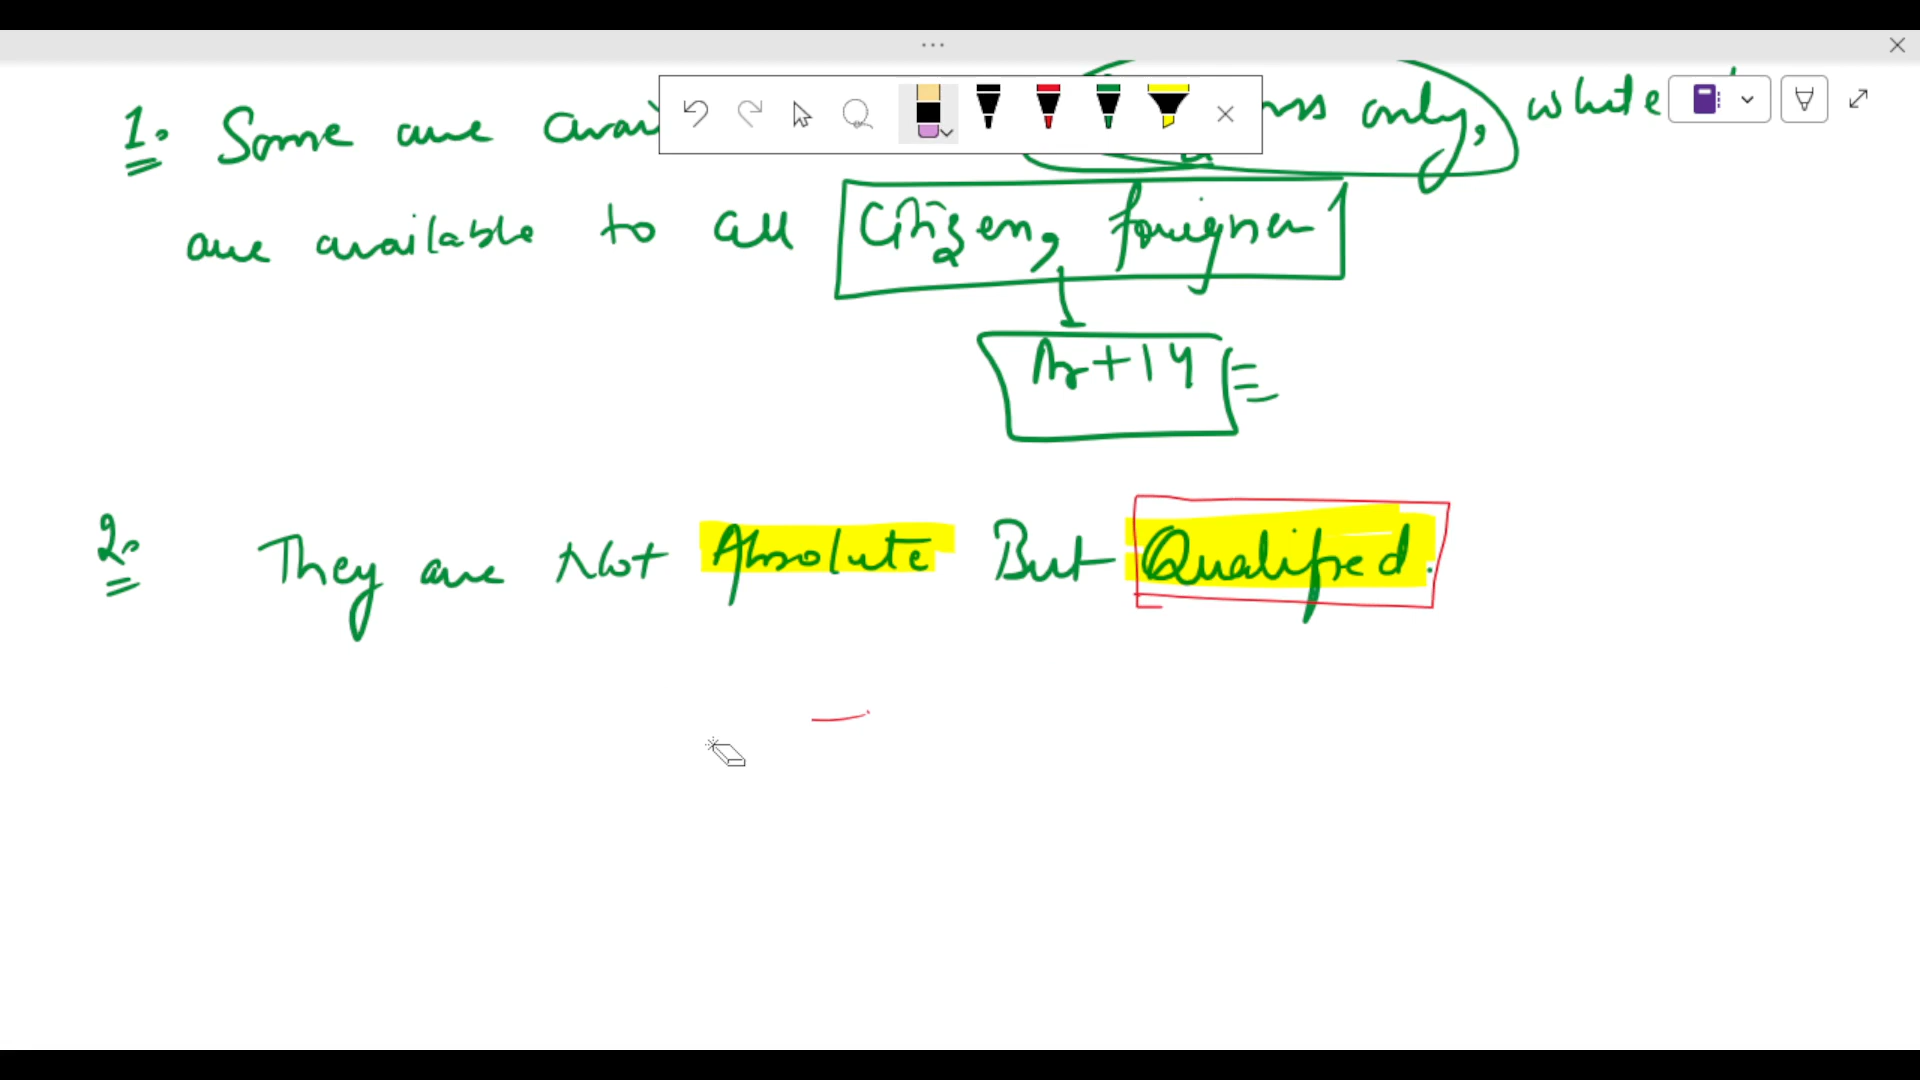 1. Some are avai ns only, while
are available to all Citizen, foreigner
Art 14
2. They are Not Absolute But Qualified.